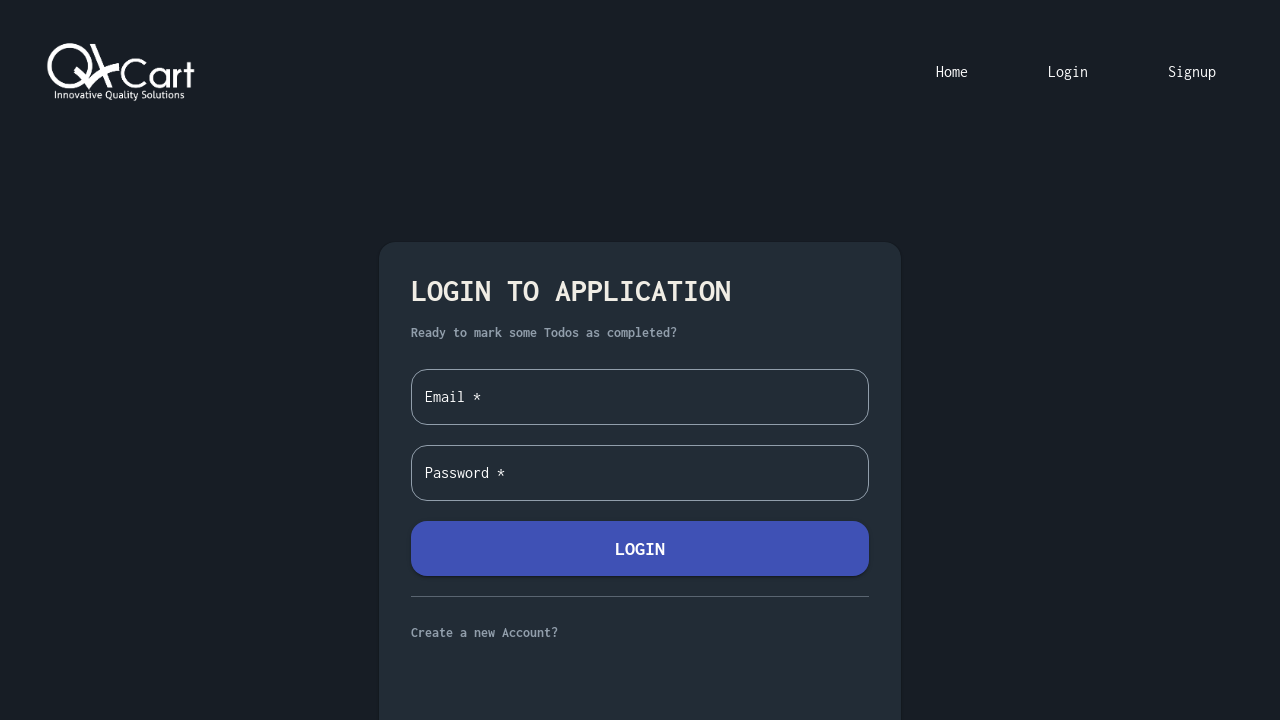 QACart
Innovative Quality Solutions
Home
Login
Signup
LOGIN TO APPLICATION
Ready to mark some Todos as completed?
Email *
Password *
LOGIN
Create a new Account?